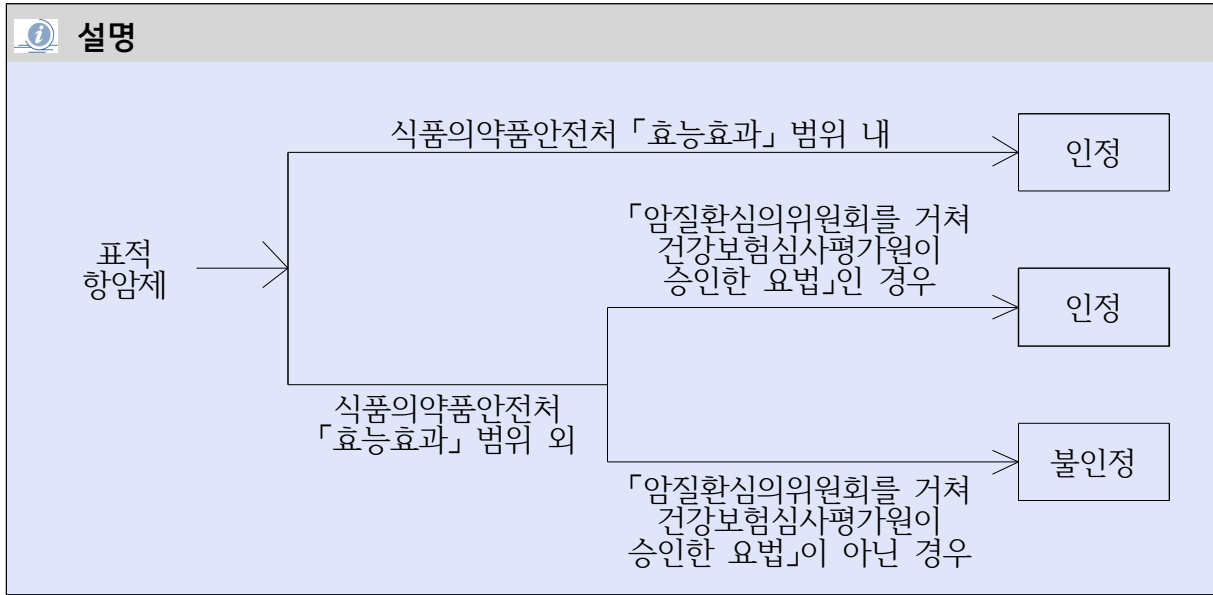 설명
식품의약품안전처「효능효과」범위 내
인정
「암질환심의위원회를 거쳐
건강보험심사평가원이
승인한 요법」인 경우
표적
항암제
인정
식품의약품안전처
「효능효과」범위 외
불인정
「암질환심의위원회를 거쳐
건강보험심사평가원이
승인한 요법」이 아닌 경우